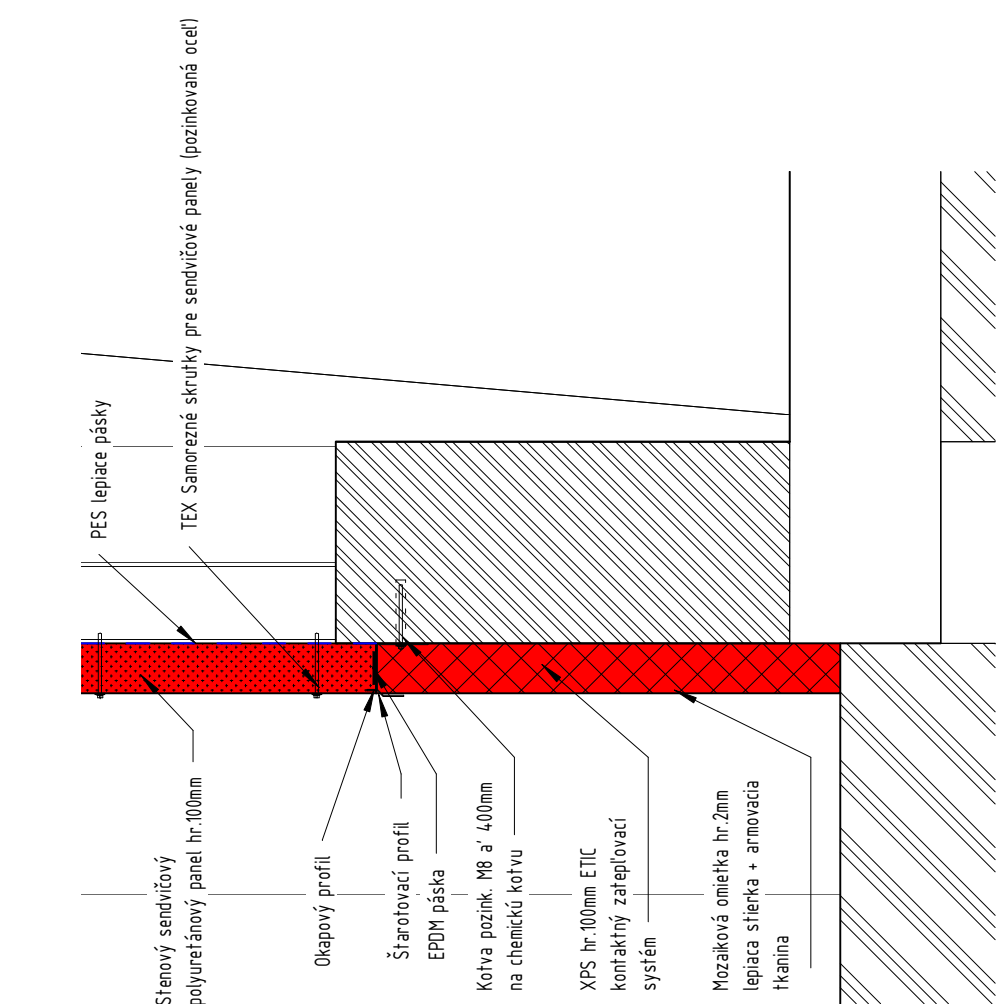 PES lepiace pásky
TEX Samorezné skrutky pre sendvičové panely (pozinkovaná oceľ)
Stenový sendvičový
polyuretánový panel hr.100mm
Okapový profil
Štarotovací profil
EPDM páska
Kotva pozink. M8 a' 400mm
na chemickú kotvu
XPS hr.100mm ETIC
kontaktný zatepľovací
systém
Mozaiková omietka hr.2mm
lepiaca stierka + armovacia
tkanina